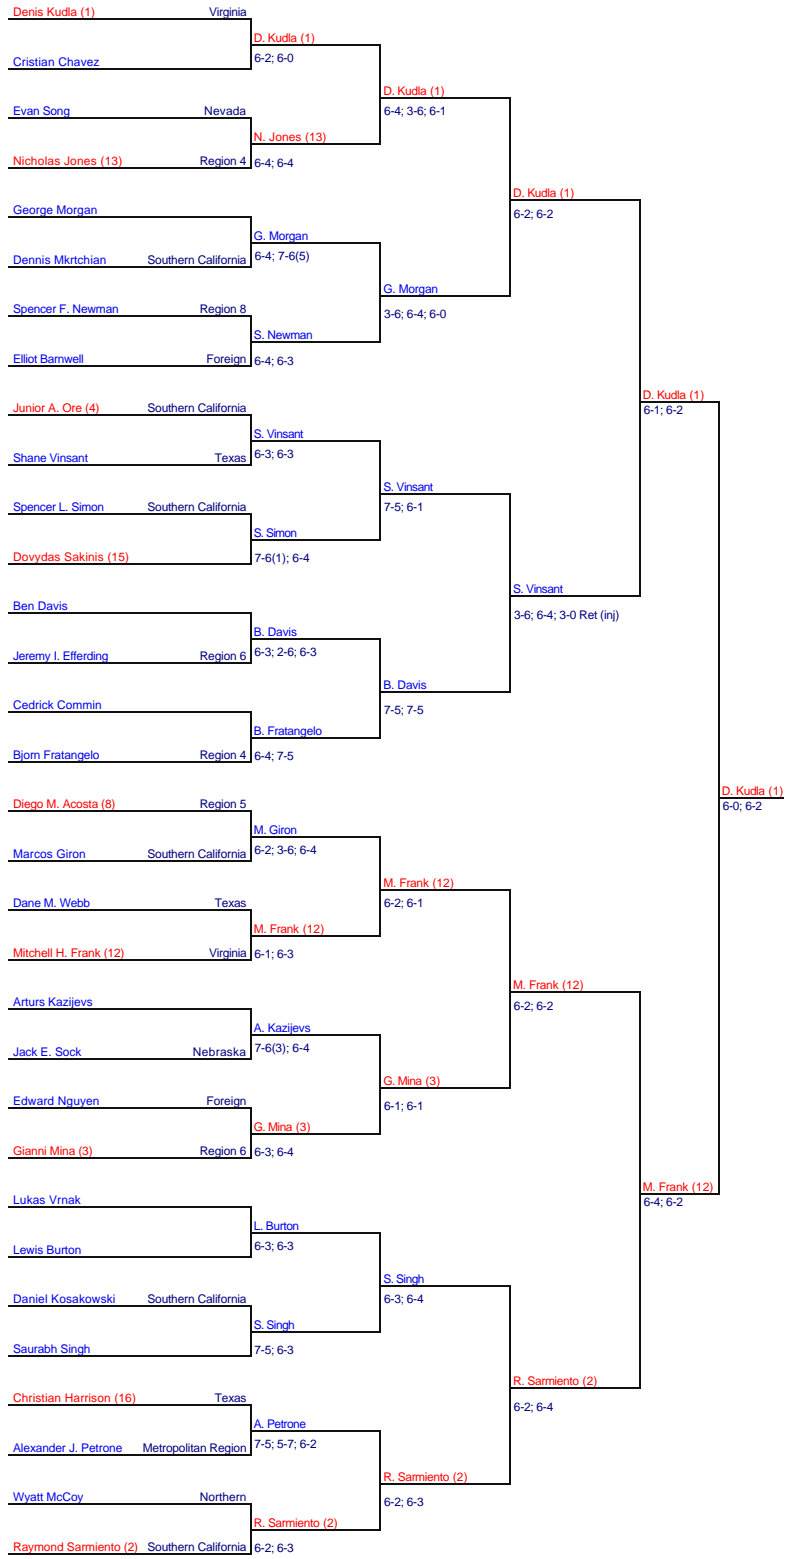 Denis Kudla (1) Virginia
D. Kudla (1)
Cristian Chavez 6-2; 6-0
D. Kudla (1)
Evan Song Nevada 6-4; 3-6; 6-1
N. Jones (13)
Nicholas Jones (13) Region 4 6-4; 6-4
D. Kudla (1)
George Morgan 6-2; 6-2
G. Morgan
Dennis Mkrtchian Southern California 6-4; 7-6(5)
G. Morgan
Spencer F. Newman Region 8 3-6; 6-4; 6-0
S. Newman
Elliot Barnwell Foreign 6-4; 6-3
D. Kudla (1)
Junior A. Ore (4) Southern California 6-1; 6-2
S. Vinsant
Shane Vinsant Texas 6-3; 6-3
S. Vinsant
Spencer L. Simon Southern California 7-5; 6-1
S. Simon
Dovydas Sakinis (15) 7-6(1); 6-4
S. Vinsant
Ben Davis 3-6; 6-4; 3-0 Ret (inj)
B. Davis
Jeremy I. Efferding Region 6 6-3; 2-6; 6-3
B. Davis
Cedrick Commin 7-5; 7-5
B. Fratangelo
Bjorn Fratangelo Region 4 6-4; 7-5
D. Kudla (1)
Diego M. Acosta (8) Region 5 6-0; 6-2
M. Giron
Marcos Giron Southern California 6-2; 3-6; 6-4
M. Frank (12)
Dane M. Webb Texas 6-2; 6-1
M. Frank (12)
Mitchell H. Frank (12) Virginia 6-1; 6-3
M. Frank (12)
Arturs Kazijevs 6-2; 6-2
A. Kazijevs
Jack E. Sock Nebraska 7-6(3); 6-4
G. Mina (3)
Edward Nguyen Foreign 6-1; 6-1
G. Mina (3)
Gianni Mina (3) Region 6 6-3; 6-4
M. Frank (12)
Lukas Vrnak 6-4; 6-2
L. Burton
Lewis Burton 6-3; 6-3
S. Singh
Daniel Kosakowski Southern California 6-3; 6-4
S. Singh
Saurabh Singh 7-5; 6-3
R. Sarmiento (2)
Christian Harrison (16) Texas 6-2; 6-4
A. Petrone
Alexander J. Petrone Metropolitan Region 7-5; 5-7; 6-2
R. Sarmiento (2)
Wyatt McCoy Northern 6-2; 6-3
R. Sarmiento (2)
Raymond Sarmiento (2) Southern California 6-2; 6-3